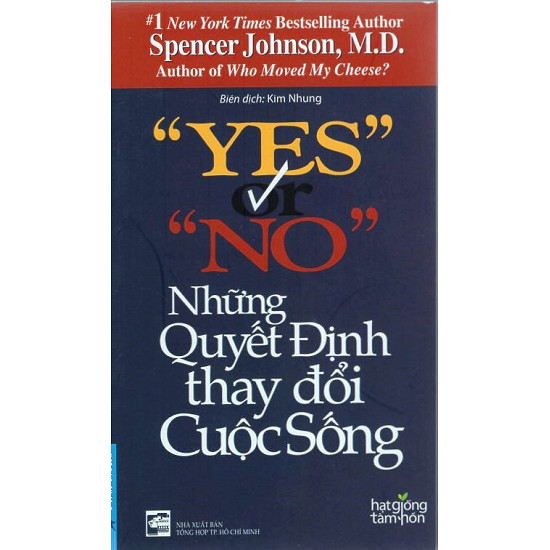 #1 New York Times Bestselling Author
Spencer Johnson, M.D.
Author of Who Moved My Cheese?
Biên dịch: Kim Nhung
“YES”
or
“NO”
Những
Quyết Định
thay đổi
Cuộc Sống
NHÀ XUẤT BẢN
TỔNG HỢP TP. HỒ CHÍ MINH
hạt giống
tâm hồn